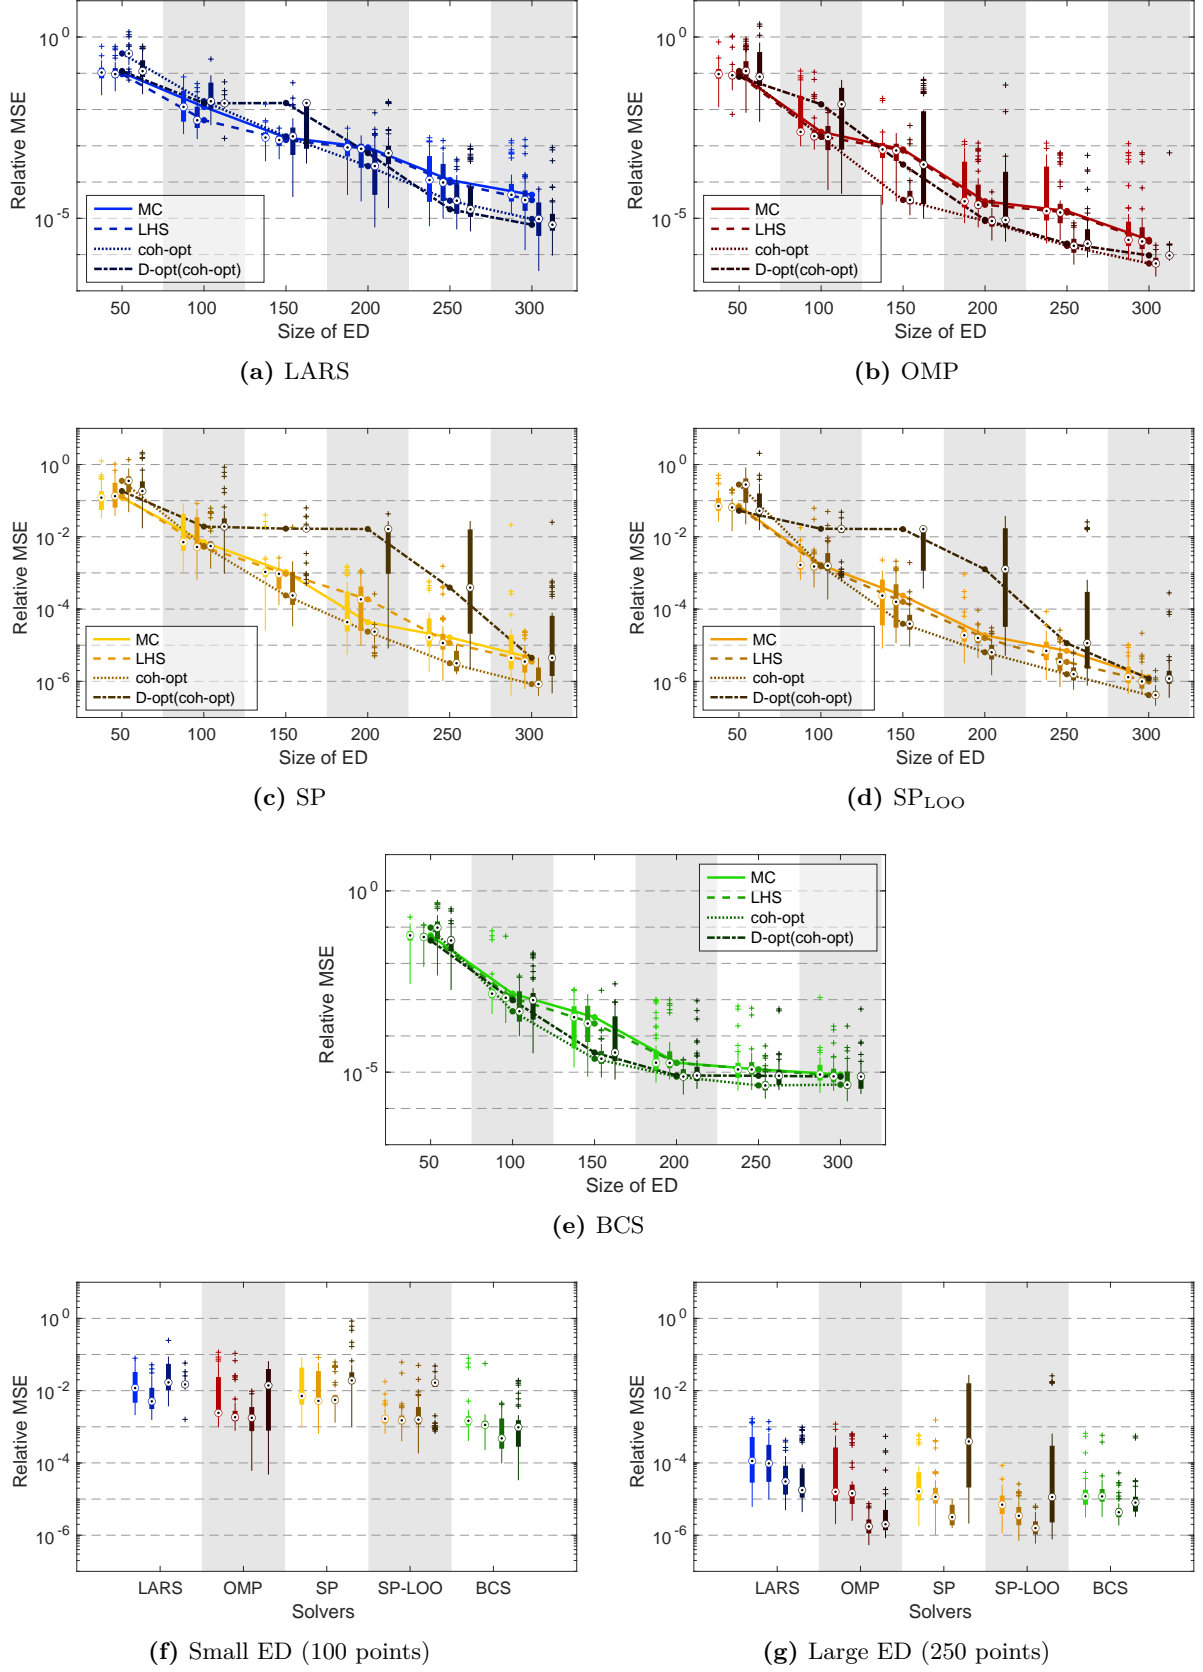 10^0
10^-5
Relative MSE
MC
LHS
coh-opt
D-opt(coh-opt)
50 100 150 200 250 300
Size of ED
(a) LARS
10^0
10^-5
Relative MSE
MC
LHS
coh-opt
D-opt(coh-opt)
50 100 150 200 250 300
Size of ED
(b) OMP
10^0
10^-2
10^-4
10^-6
Relative MSE
MC
LHS
coh-opt
D-opt(coh-opt)
50 100 150 200 250 300
Size of ED
(c) SP
10^0
10^-2
10^-4
10^-6
Relative MSE
MC
LHS
coh-opt
D-opt(coh-opt)
50 100 150 200 250 300
Size of ED
(d) SP_LOO
10^0
10^-5
Relative MSE
MC
LHS
coh-opt
D-opt(coh-opt)
50 100 150 200 250 300
Size of ED
(e) BCS
10^0
10^-2
10^-4
10^-6
Relative MSE
LARS OMP SP SP-LOO BCS
Solvers
(f) Small ED (100 points)
10^0
10^-2
10^-4
10^-6
Relative MSE
LARS OMP SP SP-LOO BCS
Solvers
(g) Large ED (250 points)